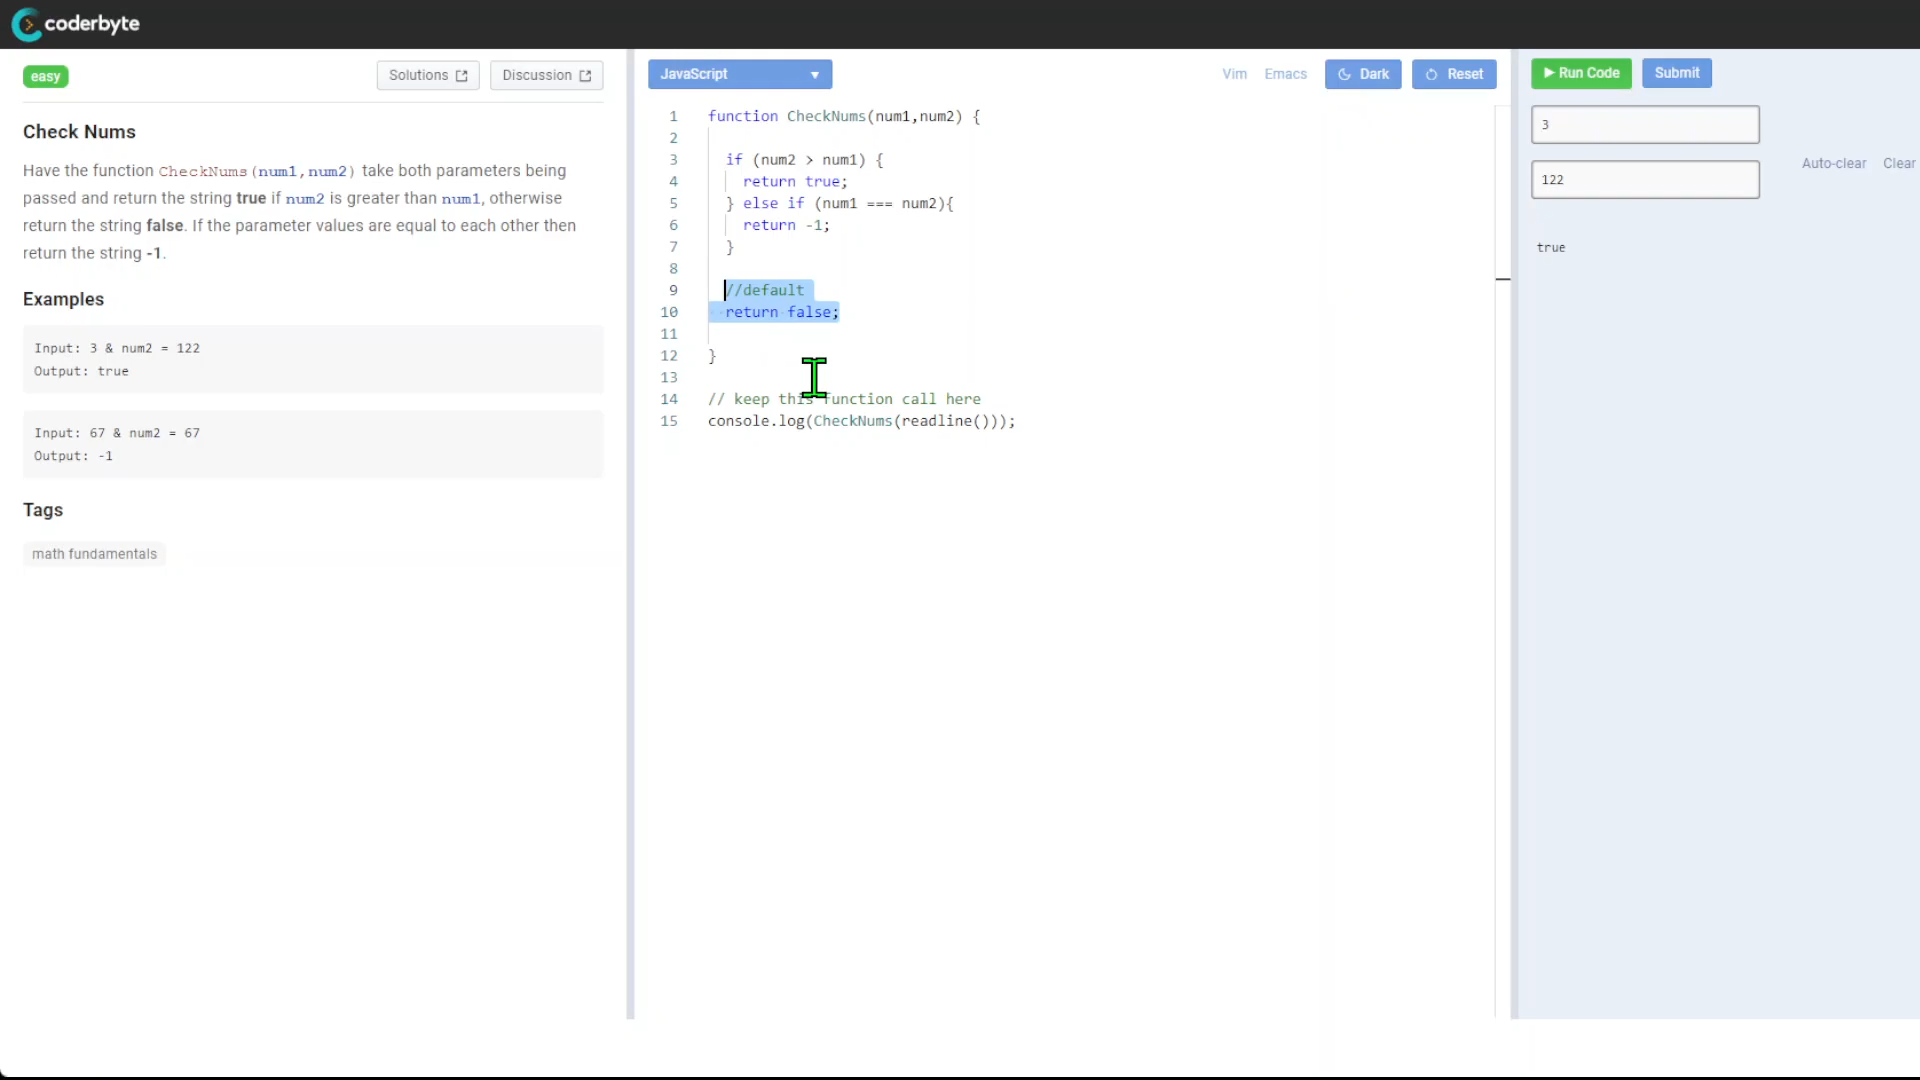 coderbyte
easy
Solutions
Discussion
Check Nums
Have the function CheckNums(num1,num2) take both parameters being
passed and return the string true if num2 is greater than num1, otherwise
return the string false. If the parameter values are equal to each other then
return the string -1.
Examples
Input: 3 & num2 = 122
Output: true
Input: 67 & num2 = 67
Output: -1
Tags
math fundamentals
JavaScript
Vim Emacs Dark Reset
1 function CheckNums(num1,num2) {
2
3 if (num2 > num1) {
4 return true;
5 } else if (num1 === num2){
6 return -1;
7 }
8
9 //default
10 return false;
11
12 }
13
14 // keep this function call here
15 console.log(CheckNums(readline()));
Run Code Submit
3
122
Auto-clear Clear
true